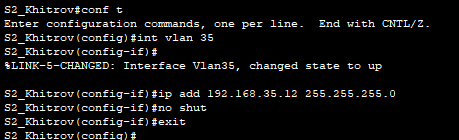 S2_Khitrov#conf t
Enter configuration commands, one per line.  End with CNTL/Z.
S2_Khitrov(config)#int vlan 35
S2_Khitrov(config-if)#
%LINK-5-CHANGED: Interface Vlan35, changed state to up
S2_Khitrov(config-if)#ip add 192.168.35.12 255.255.255.0
S2_Khitrov(config-if)#no shut
S2_Khitrov(config-if)#exit
S2_Khitrov(config)#